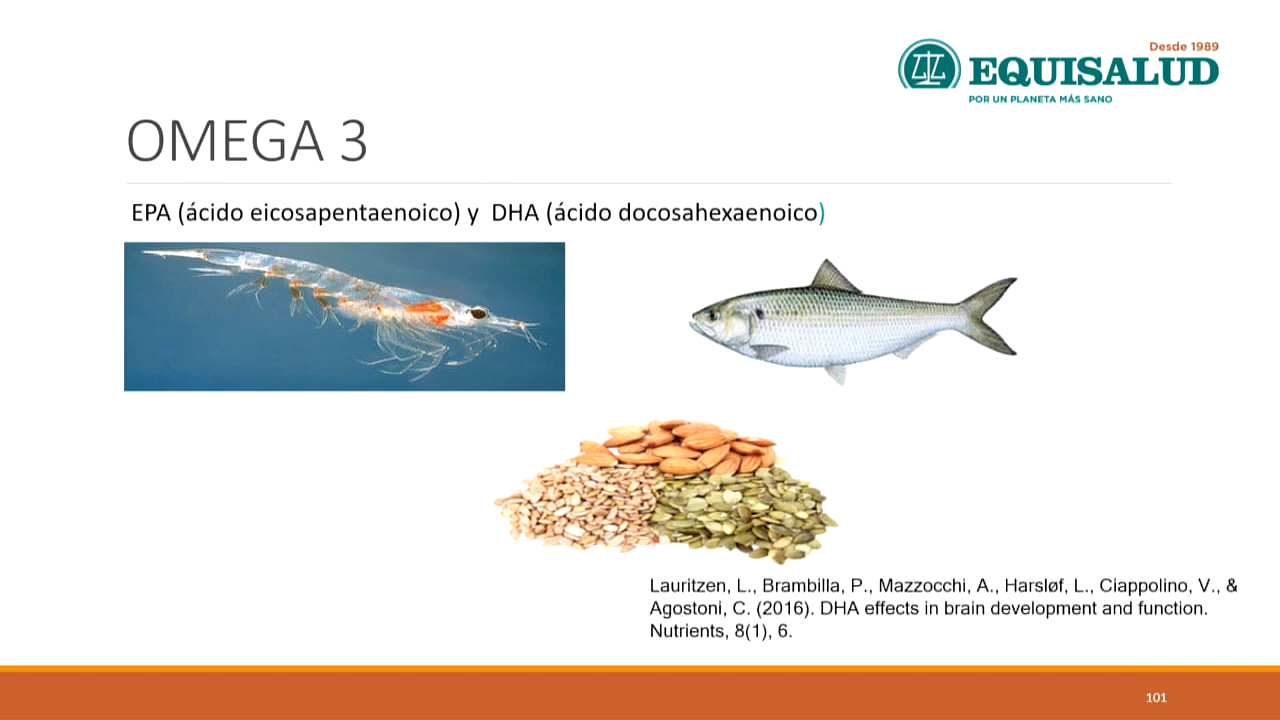 Desde 1989
EQUISALUD
POR UN PLANETA MÁS SANO
OMEGA 3
EPA (ácido eicosapentaenoico) y DHA (ácido docosahexaenoico)
Lauritzen, L., Brambilla, P., Mazzocchi, A., Harsløf, L., Ciappolino, V., &
Agostoni, C. (2016). DHA effects in brain development and function.
Nutrients, 8(1), 6.
101